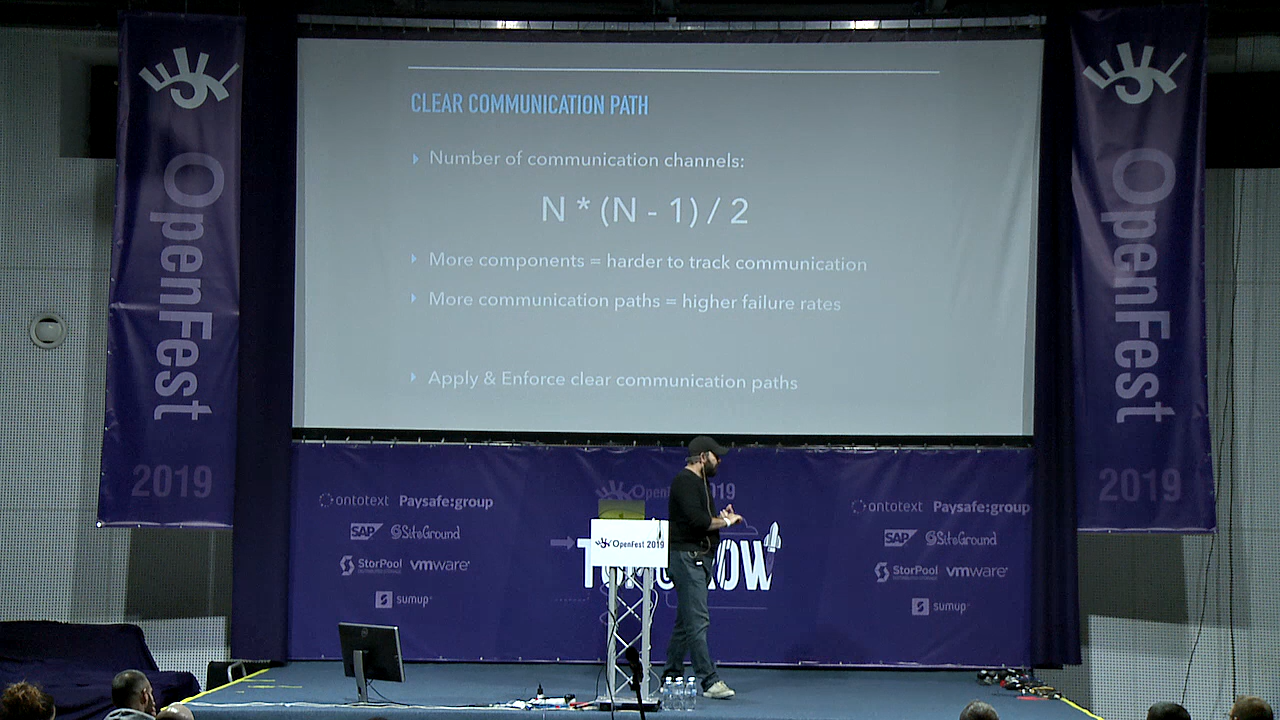 CLEAR COMMUNICATION PATH
Number of communication channels:
N * (N - 1) / 2
More components = harder to track communication
More communication paths = higher failure rates
Apply & Enforce clear communication paths
OpenFest
2019
OpenFest
2019
ontotext Paysafe:group
SAP SiteGround
StorPool vmware
sumup
2019
OpenFest 2019
ontotext Paysafe:group
SAP SiteGround
StorPool vmware
sumup